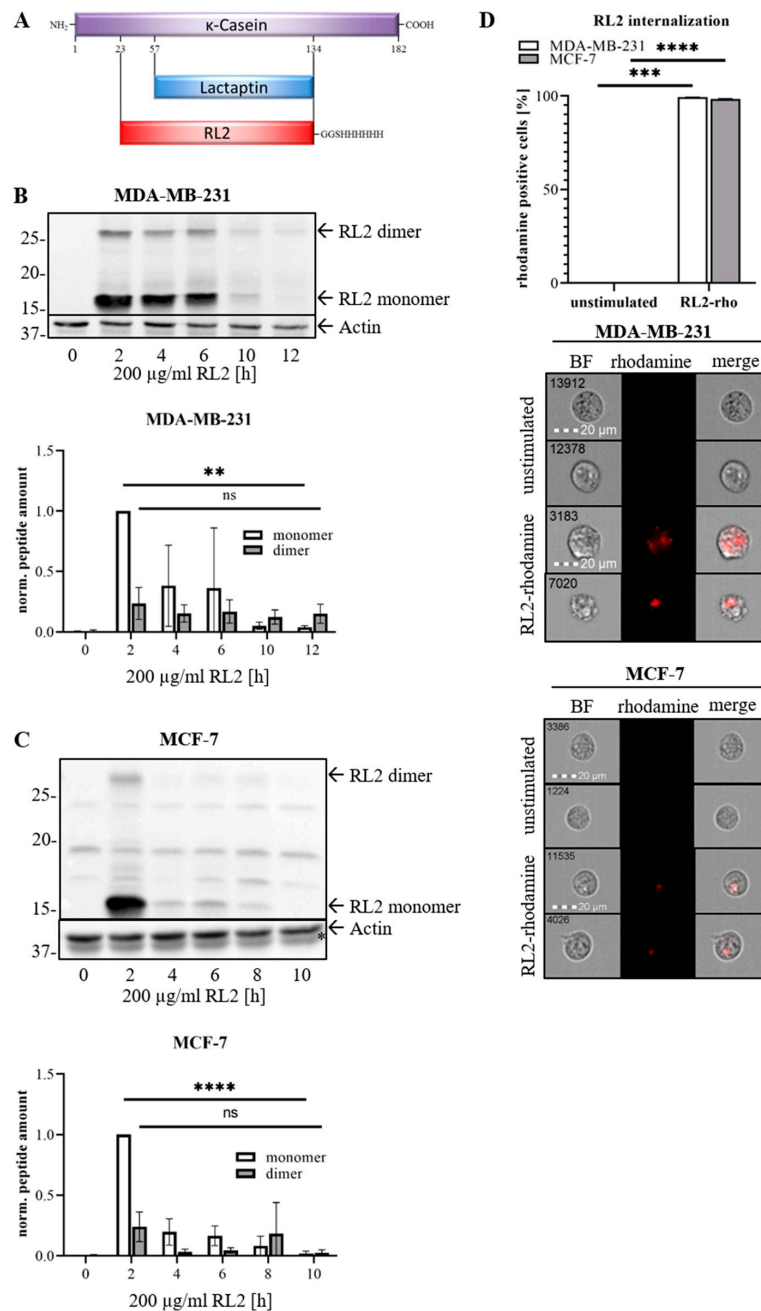 A
NH₂
κ-Casein
COOH
1 23 57 134 182
Lactaptin
RL2
GGSHHHHHH
B
MDA-MB-231
25-
← RL2 dimer
20-
← RL2 monomer
15-
← Actin
37-
0 2 4 6 10 12
200 µg/ml RL2 [h]
MDA-MB-231
norm. peptide amount
1.5
1.0
0.5
0.0
**
ns
monomer
dimer
0 2 4 6 10 12
200 µg/ml RL2 [h]
C
MCF-7
← RL2 dimer
25-
20-
15-
← RL2 monomer
← Actin
*
37-
0 2 4 6 8 10
200 µg/ml RL2 [h]
MCF-7
norm. peptide amount
1.5
1.0
0.5
0.0
****
ns
monomer
dimer
0 2 4 6 8 10
200 µg/ml RL2 [h]
D
RL2 internalization
MDA-MB-231
MCF-7
****
***
rhodamine positive cells [%]
100
50
0
unstimulated RL2-rho
MDA-MB-231
BF rhodamine merge
unstimulated
13912
20 µm
12378
RL2-rhodamine
3183
20 µm
7020
MCF-7
BF rhodamine merge
unstimulated
3386
20 µm
1224
RL2-rhodamine
11535
20 µm
4026